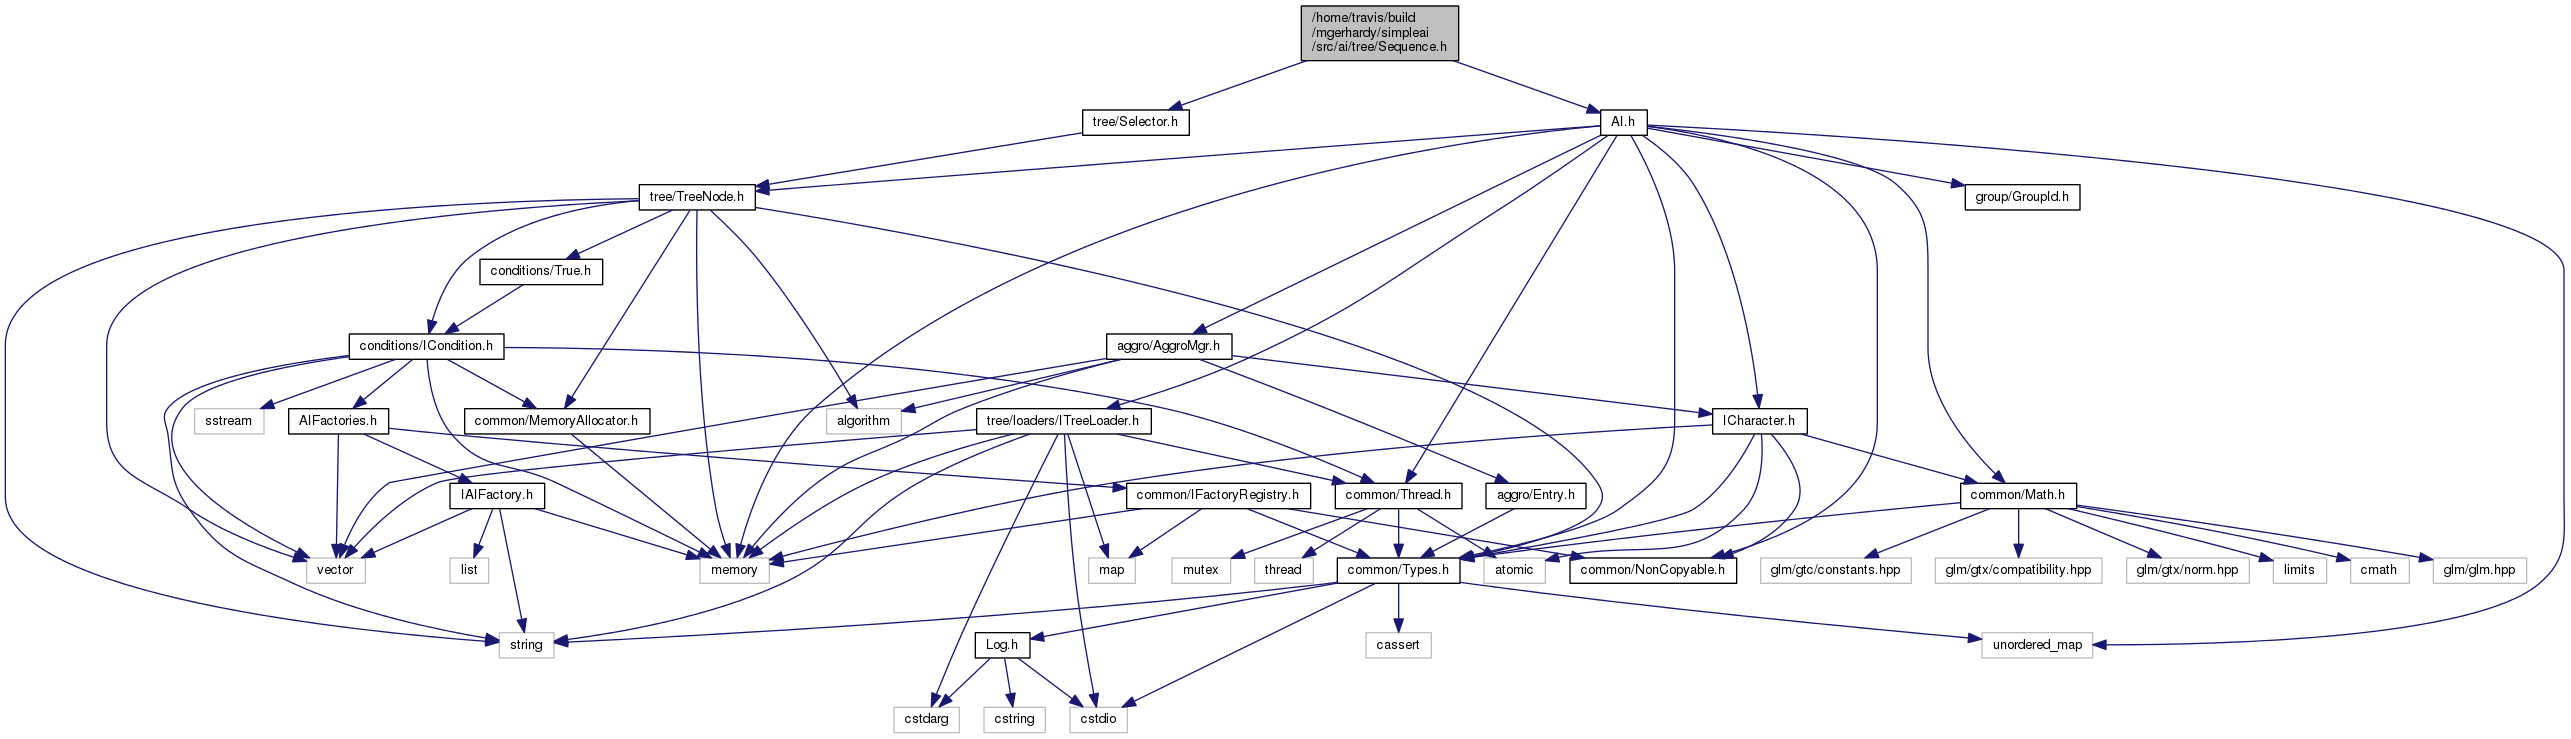 /home/travis/build
/mgerhardy/simpleai
/src/ai/tree/Sequence.h
tree/Selector.h
AI.h
tree/TreeNode.h
group/GroupId.h
conditions/True.h
conditions/ICondition.h
aggro/AggroMgr.h
sstream
AIFactories.h
common/MemoryAllocator.h
algorithm
tree/loaders/ITreeLoader.h
ICharacter.h
IAIFactory.h
common/IFactoryRegistry.h
common/Thread.h
aggro/Entry.h
common/Math.h
vector
list
memory
map
mutex
thread
common/Types.h
atomic
common/NonCopyable.h
glm/gtc/constants.hpp
glm/gtx/compatibility.hpp
glm/gtx/norm.hpp
limits
cmath
glm/glm.hpp
string
Log.h
cassert
unordered_map
cstdarg
cstring
cstdio